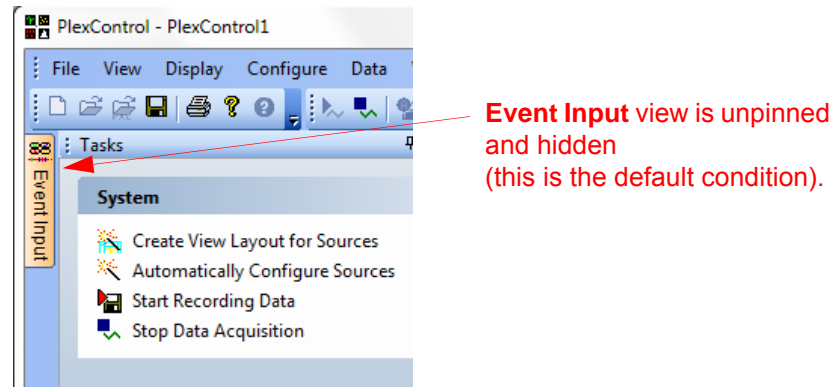 PlexControl - PlexControl1
File View Display Configure Data
Tasks
Event Input
System
Create View Layout for Sources
Automatically Configure Sources
Start Recording Data
Stop Data Acquisition
Event Input view is unpinned
and hidden
(this is the default condition).